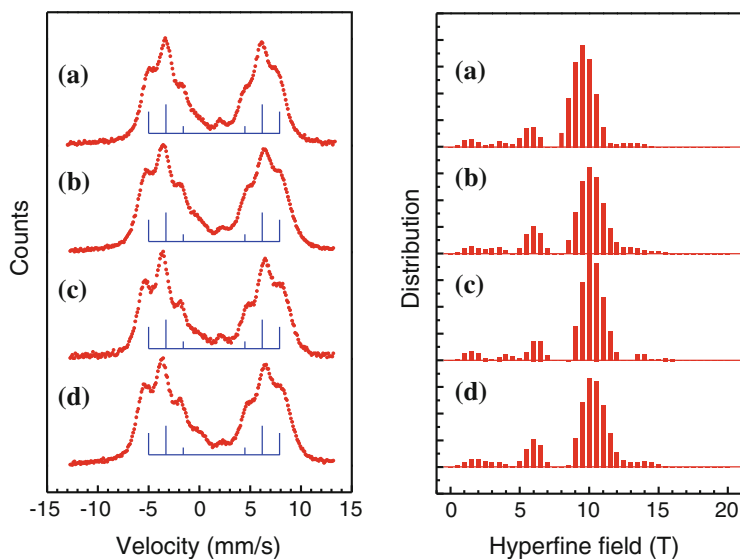 (a)
(b)
(c)
(d)
Counts
-15 -10 -5 0 5 10 15
Velocity (mm/s)
(a)
(b)
(c)
(d)
Distribution
0 5 10 15 20
Hyperfine field (T)